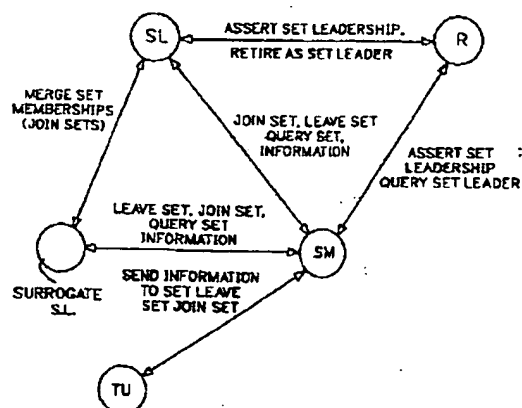 SL
ASSERT SET LEADERSHIP.
RETIRE AS SET LEADER
R
MERGE SET
MEMBERSHIPS
(JOIN SETS)
JOIN SET, LEAVE SET
QUERY SET,
INFORMATION
ASSERT SET
LEADERSHIP
QUERY SET LEADER
LEAVE SET, JOIN SET,
QUERY SET
INFORMATION
SM
SURROGATE
S.L.
SEND INFORMATION
TO SET LEAVE
SET JOIN SET
TU